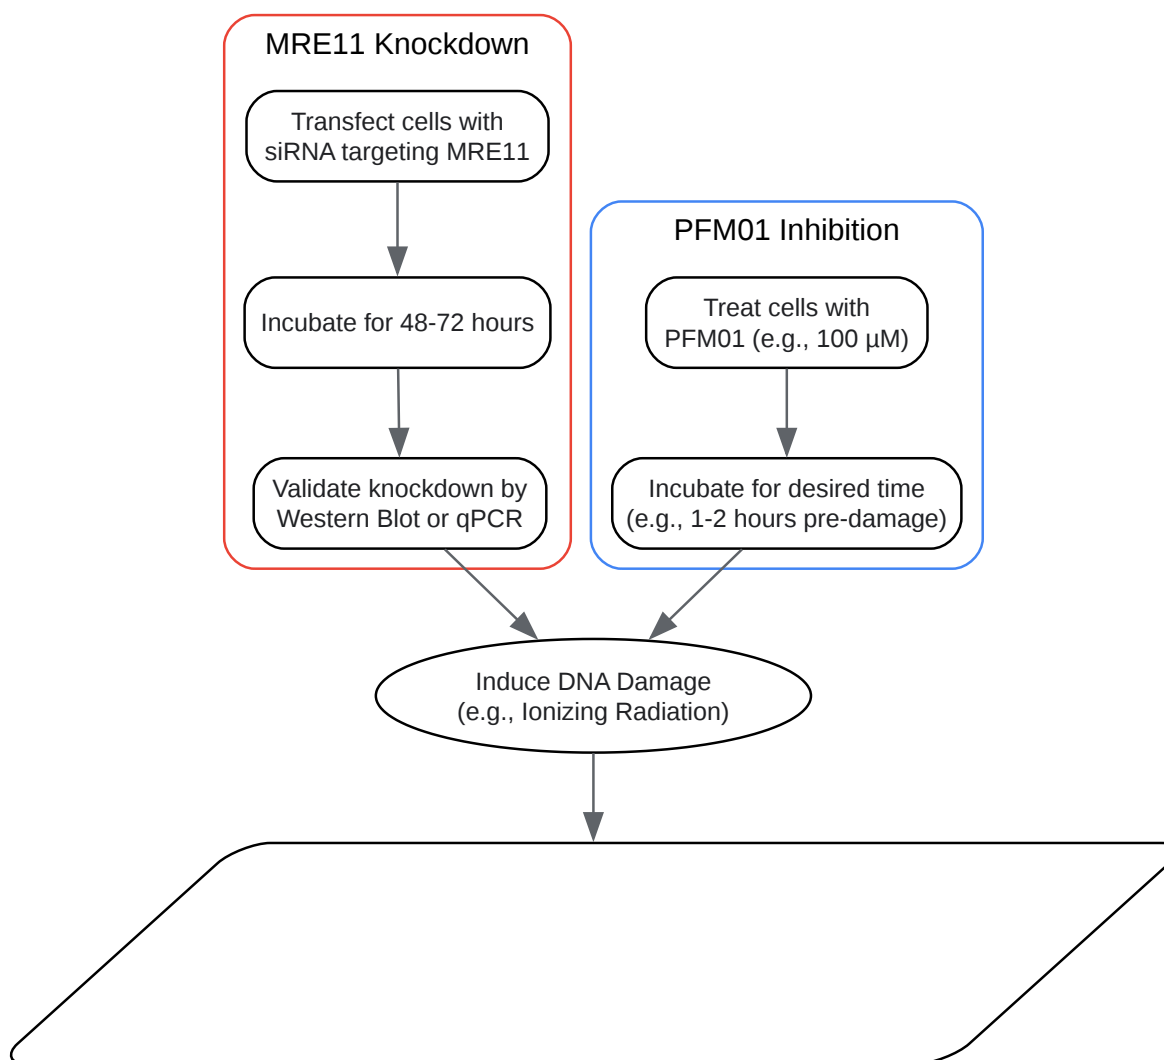 MRE11 Knockdown
Transfect cells with
siRNA targeting MRE11
Incubate for 48-72 hours
Validate knockdown by
Western Blot or qPCR
PFM01 Inhibition
Treat cells with
PFM01 (e.g., 100 µM)
Incubate for desired time
(e.g., 1-2 hours pre-damage)
Induce DNA Damage
(e.g., Ionizing Radiation)